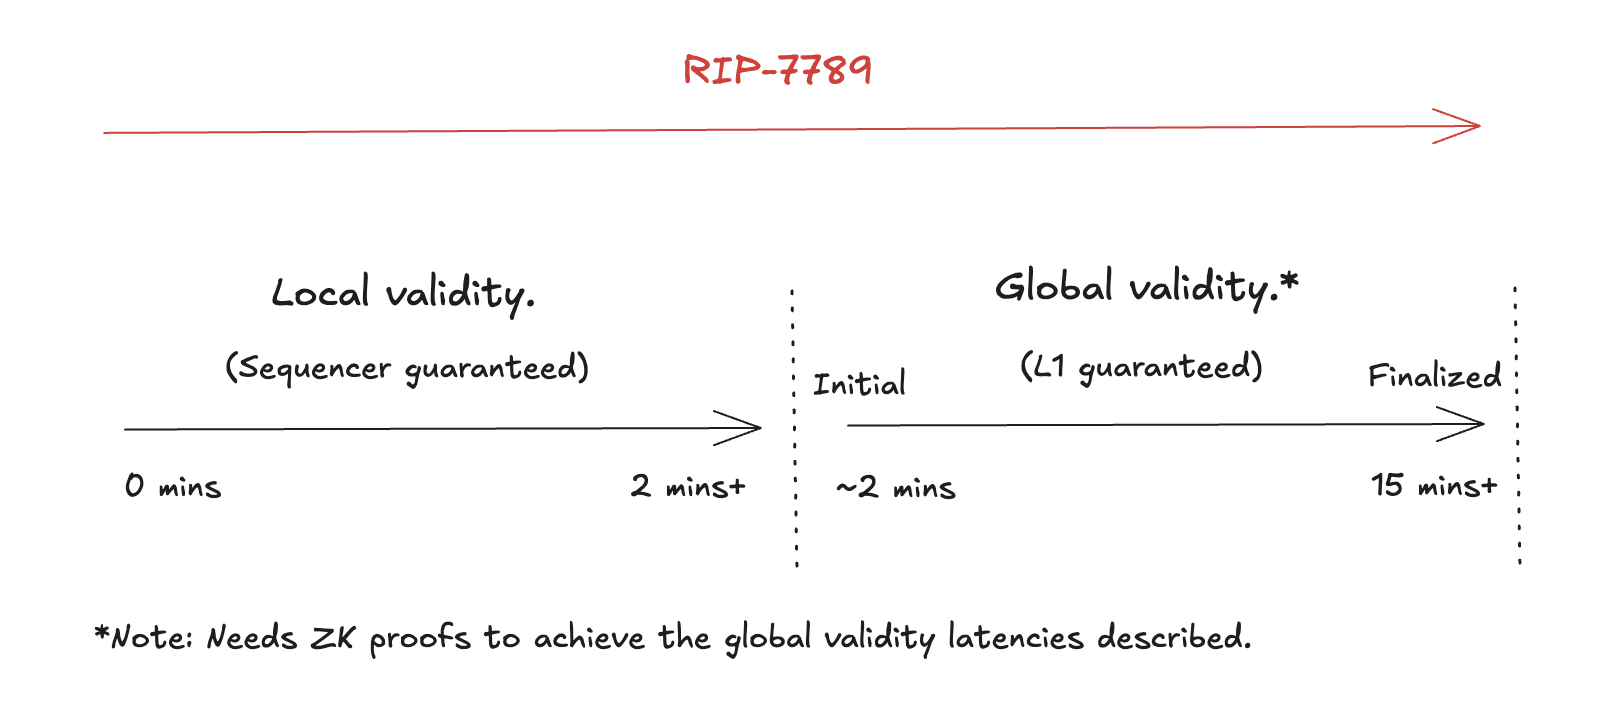 RIP-7789
Local validity.
Global validity.*
(Sequencer guaranteed)
(L1 guaranteed)
Initial
Finalized
0 mins
2 mins+
~2 mins
15 mins+
*Note: Needs ZK proofs to achieve the global validity latencies described.